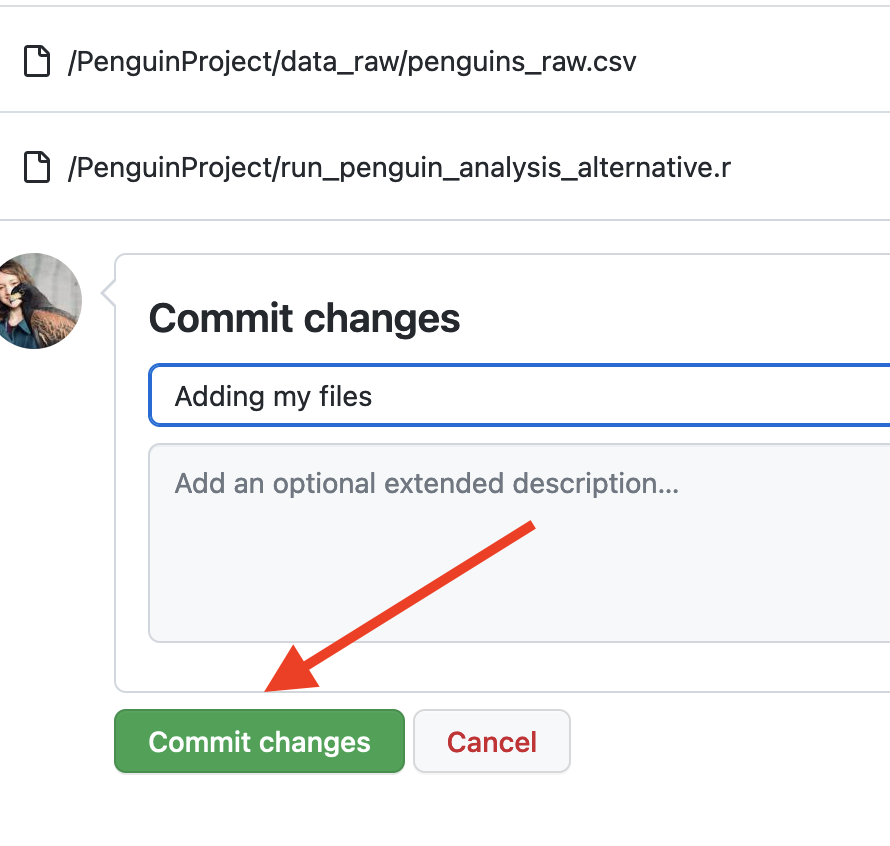 /PenguinProject/data_raw/penguins_raw.csv
/PenguinProject/run_penguin_analysis_alternative.r
Commit changes
Adding my files
Add an optional extended description...
Commit changes
Cancel